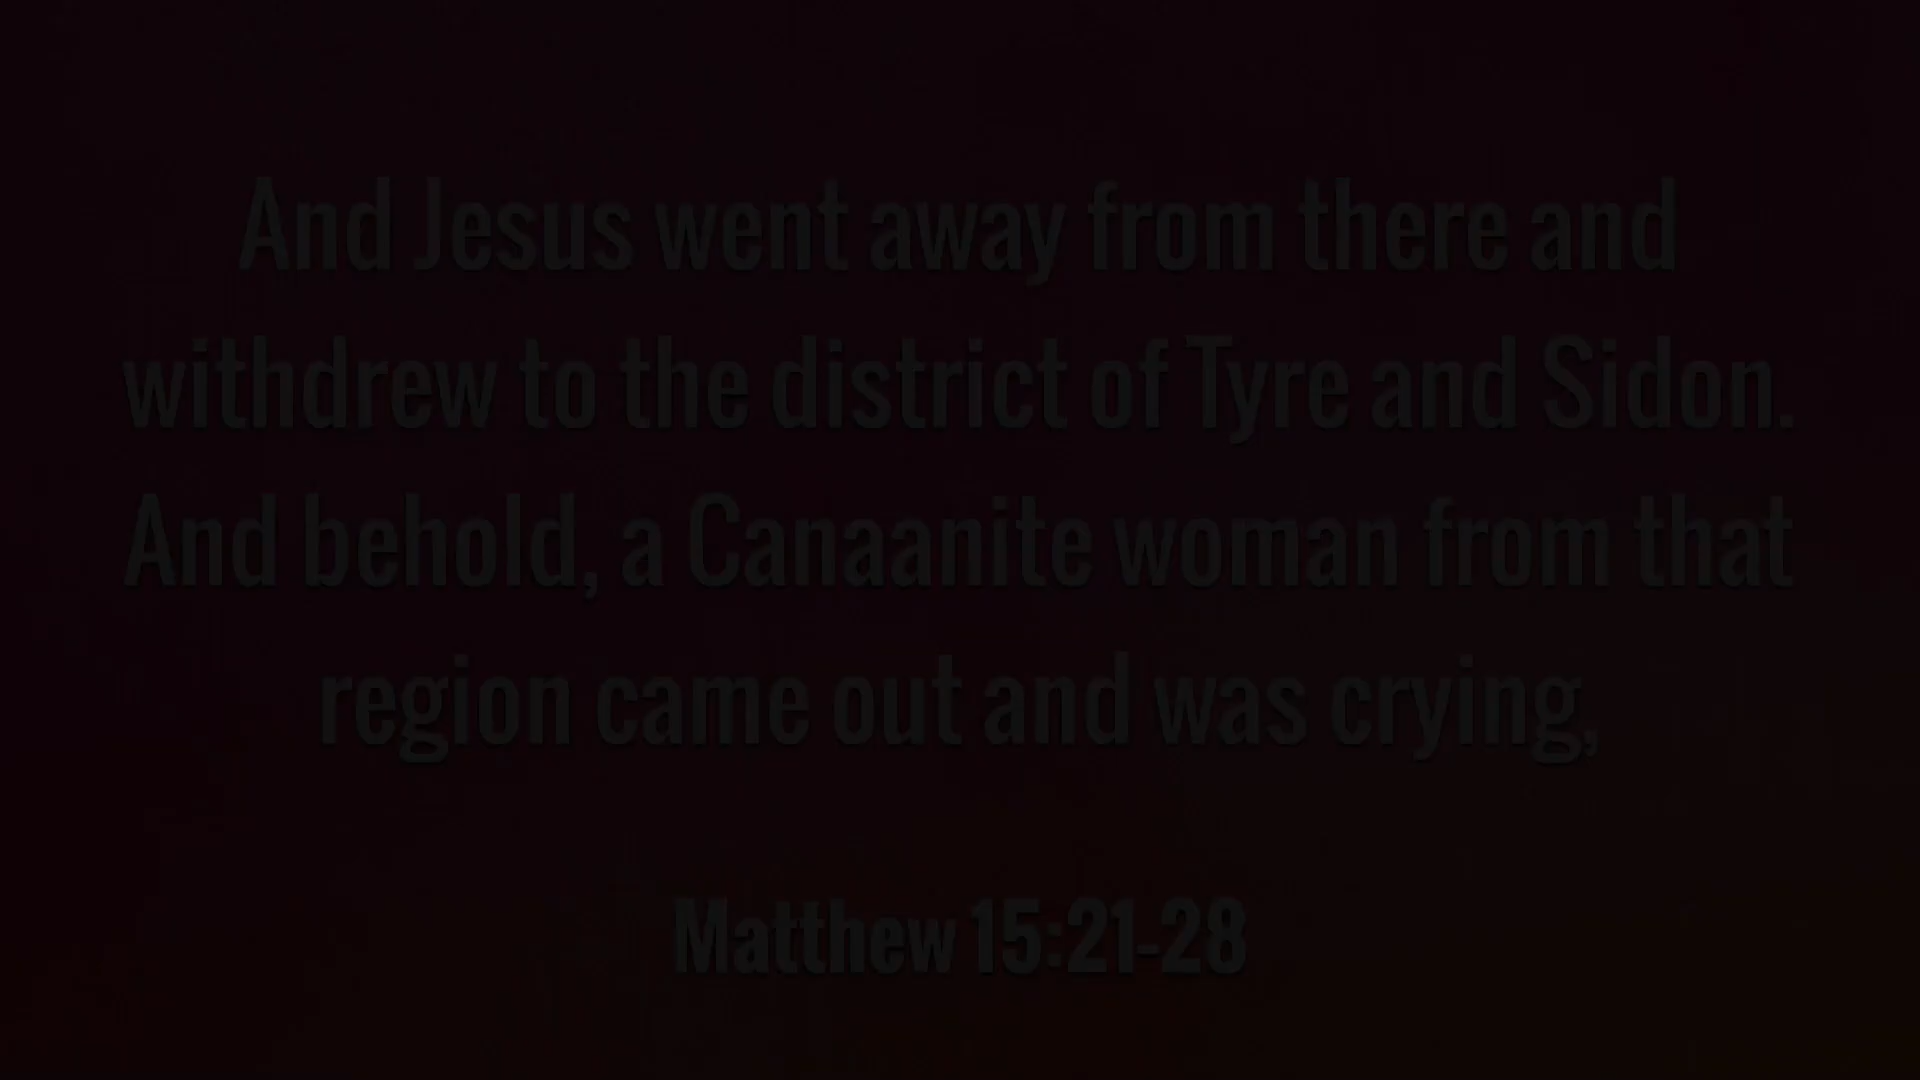 And Jesus went away from there and
withdrew to the district of Tyre and Sidon.
And behold, a Canaanite woman from that
region came out and was crying,
Matthew 15:21-28